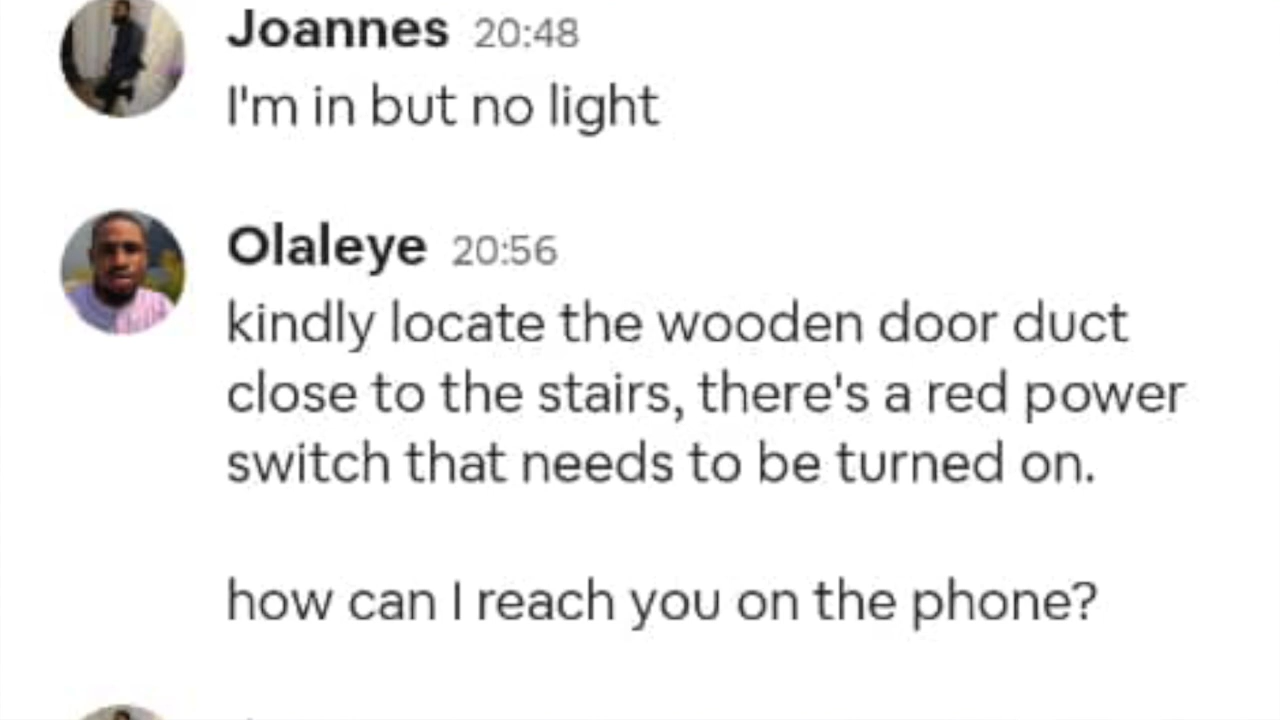 Joannes 20:48
I'm in but no light
Olaleye 20:56
kindly locate the wooden door duct
close to the stairs, there's a red power
switch that needs to be turned on.
how can I reach you on the phone?